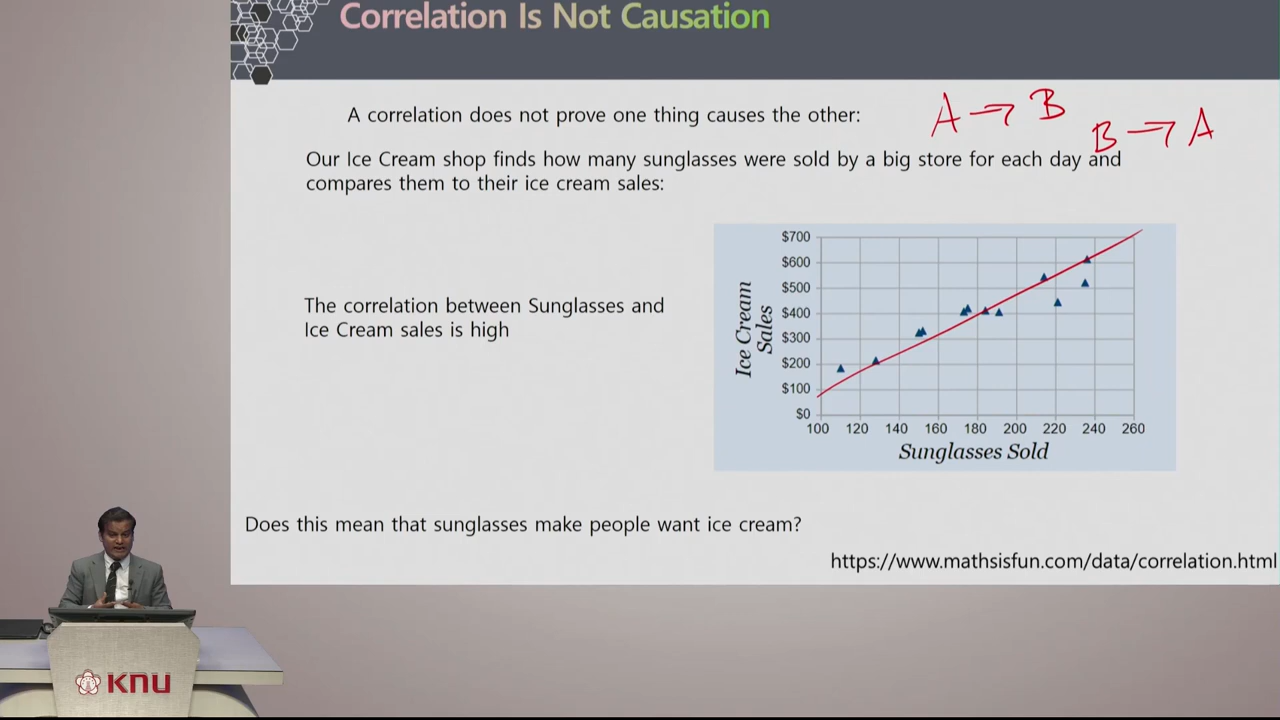 Correlation Is Not Causation
A correlation does not prove one thing causes the other:
A → B
B → A
Our Ice Cream shop finds how many sunglasses were sold by a big store for each day and
compares them to their ice cream sales:
The correlation between Sunglasses and
Ice Cream sales is high
Ice Cream
Sales
$700
$600
$500
$400
$300
$200
$100
$0
100 120 140 160 180 200 220 240 260
Sunglasses Sold
Does this mean that sunglasses make people want ice cream?
https://www.mathsisfun.com/data/correlation.html
KNU